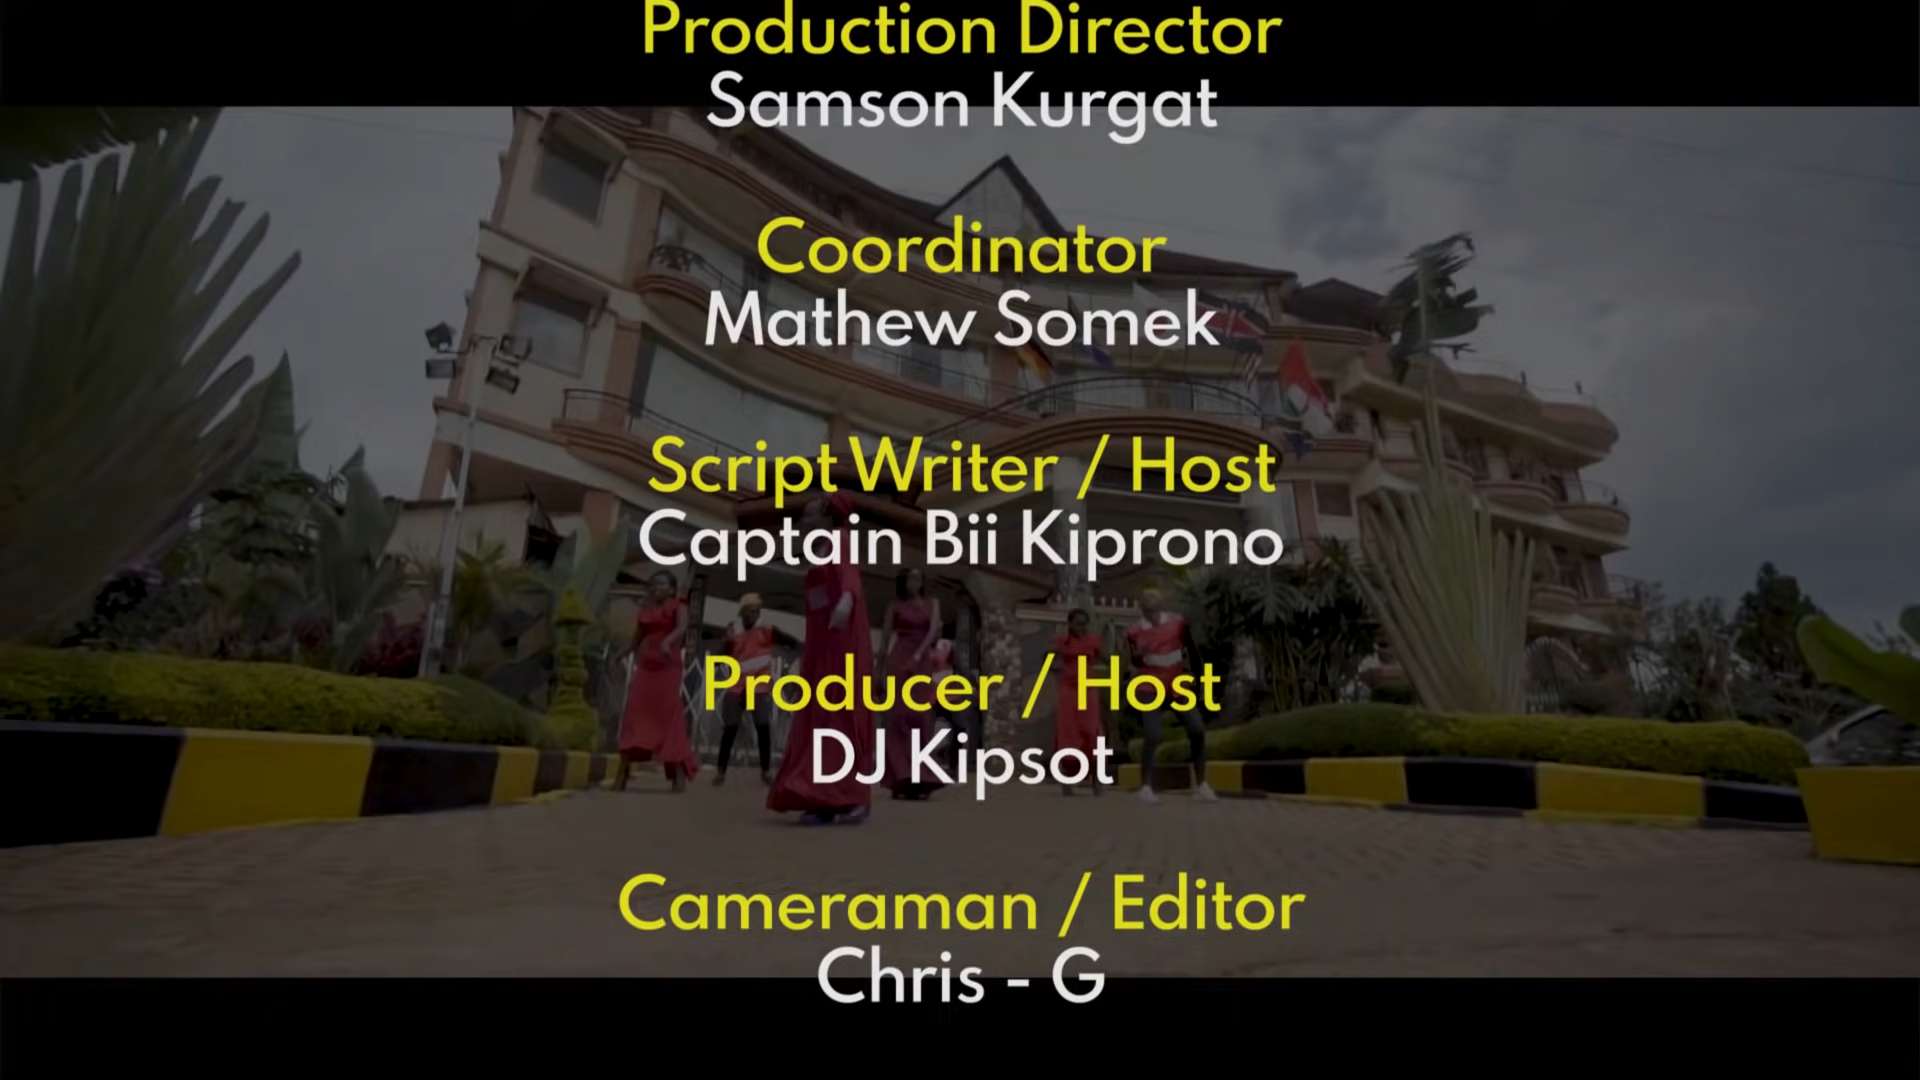 Production Director
Samson Kurgat
Coordinator
Mathew Somek
Script Writer / Host
Captain Bii Kiprono
Producer / Host
DJ Kipsot
Cameraman / Editor
Chris - G